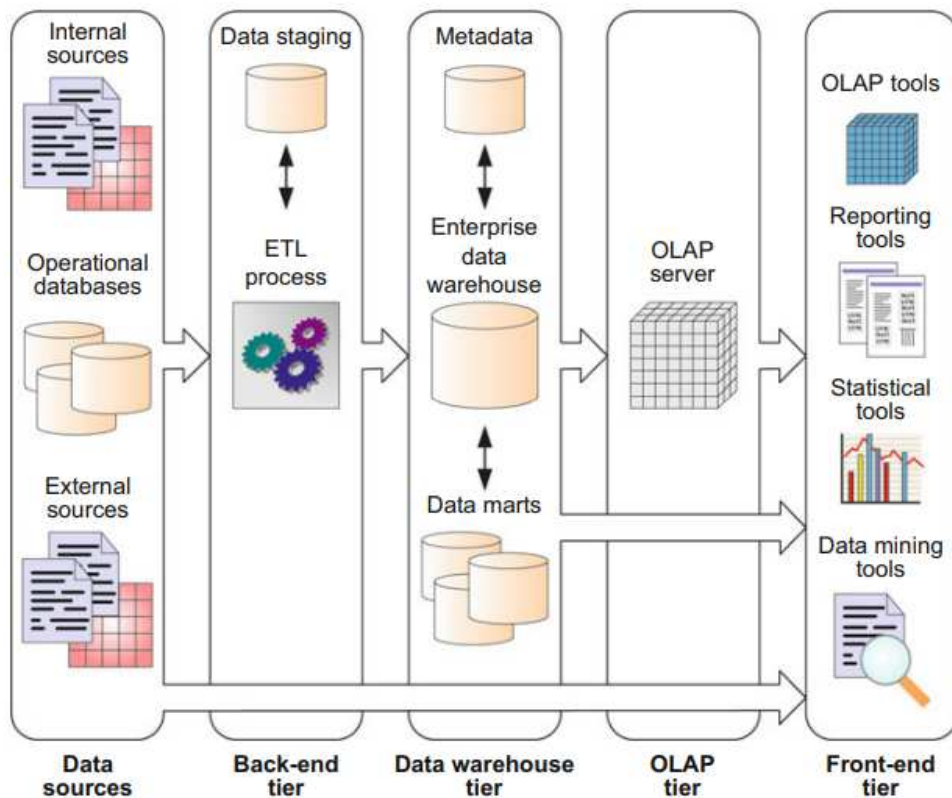 Internal
sources
Operational
databases
External
sources
Data
sources
Data staging
ETL
process
Back-end
tier
Metadata
Enterprise
data
warehouse
Data marts
Data warehouse
tier
OLAP
server
OLAP
tier
OLAP tools
Reporting
tools
Statistical
tools
Data mining
tools
Front-end
tier